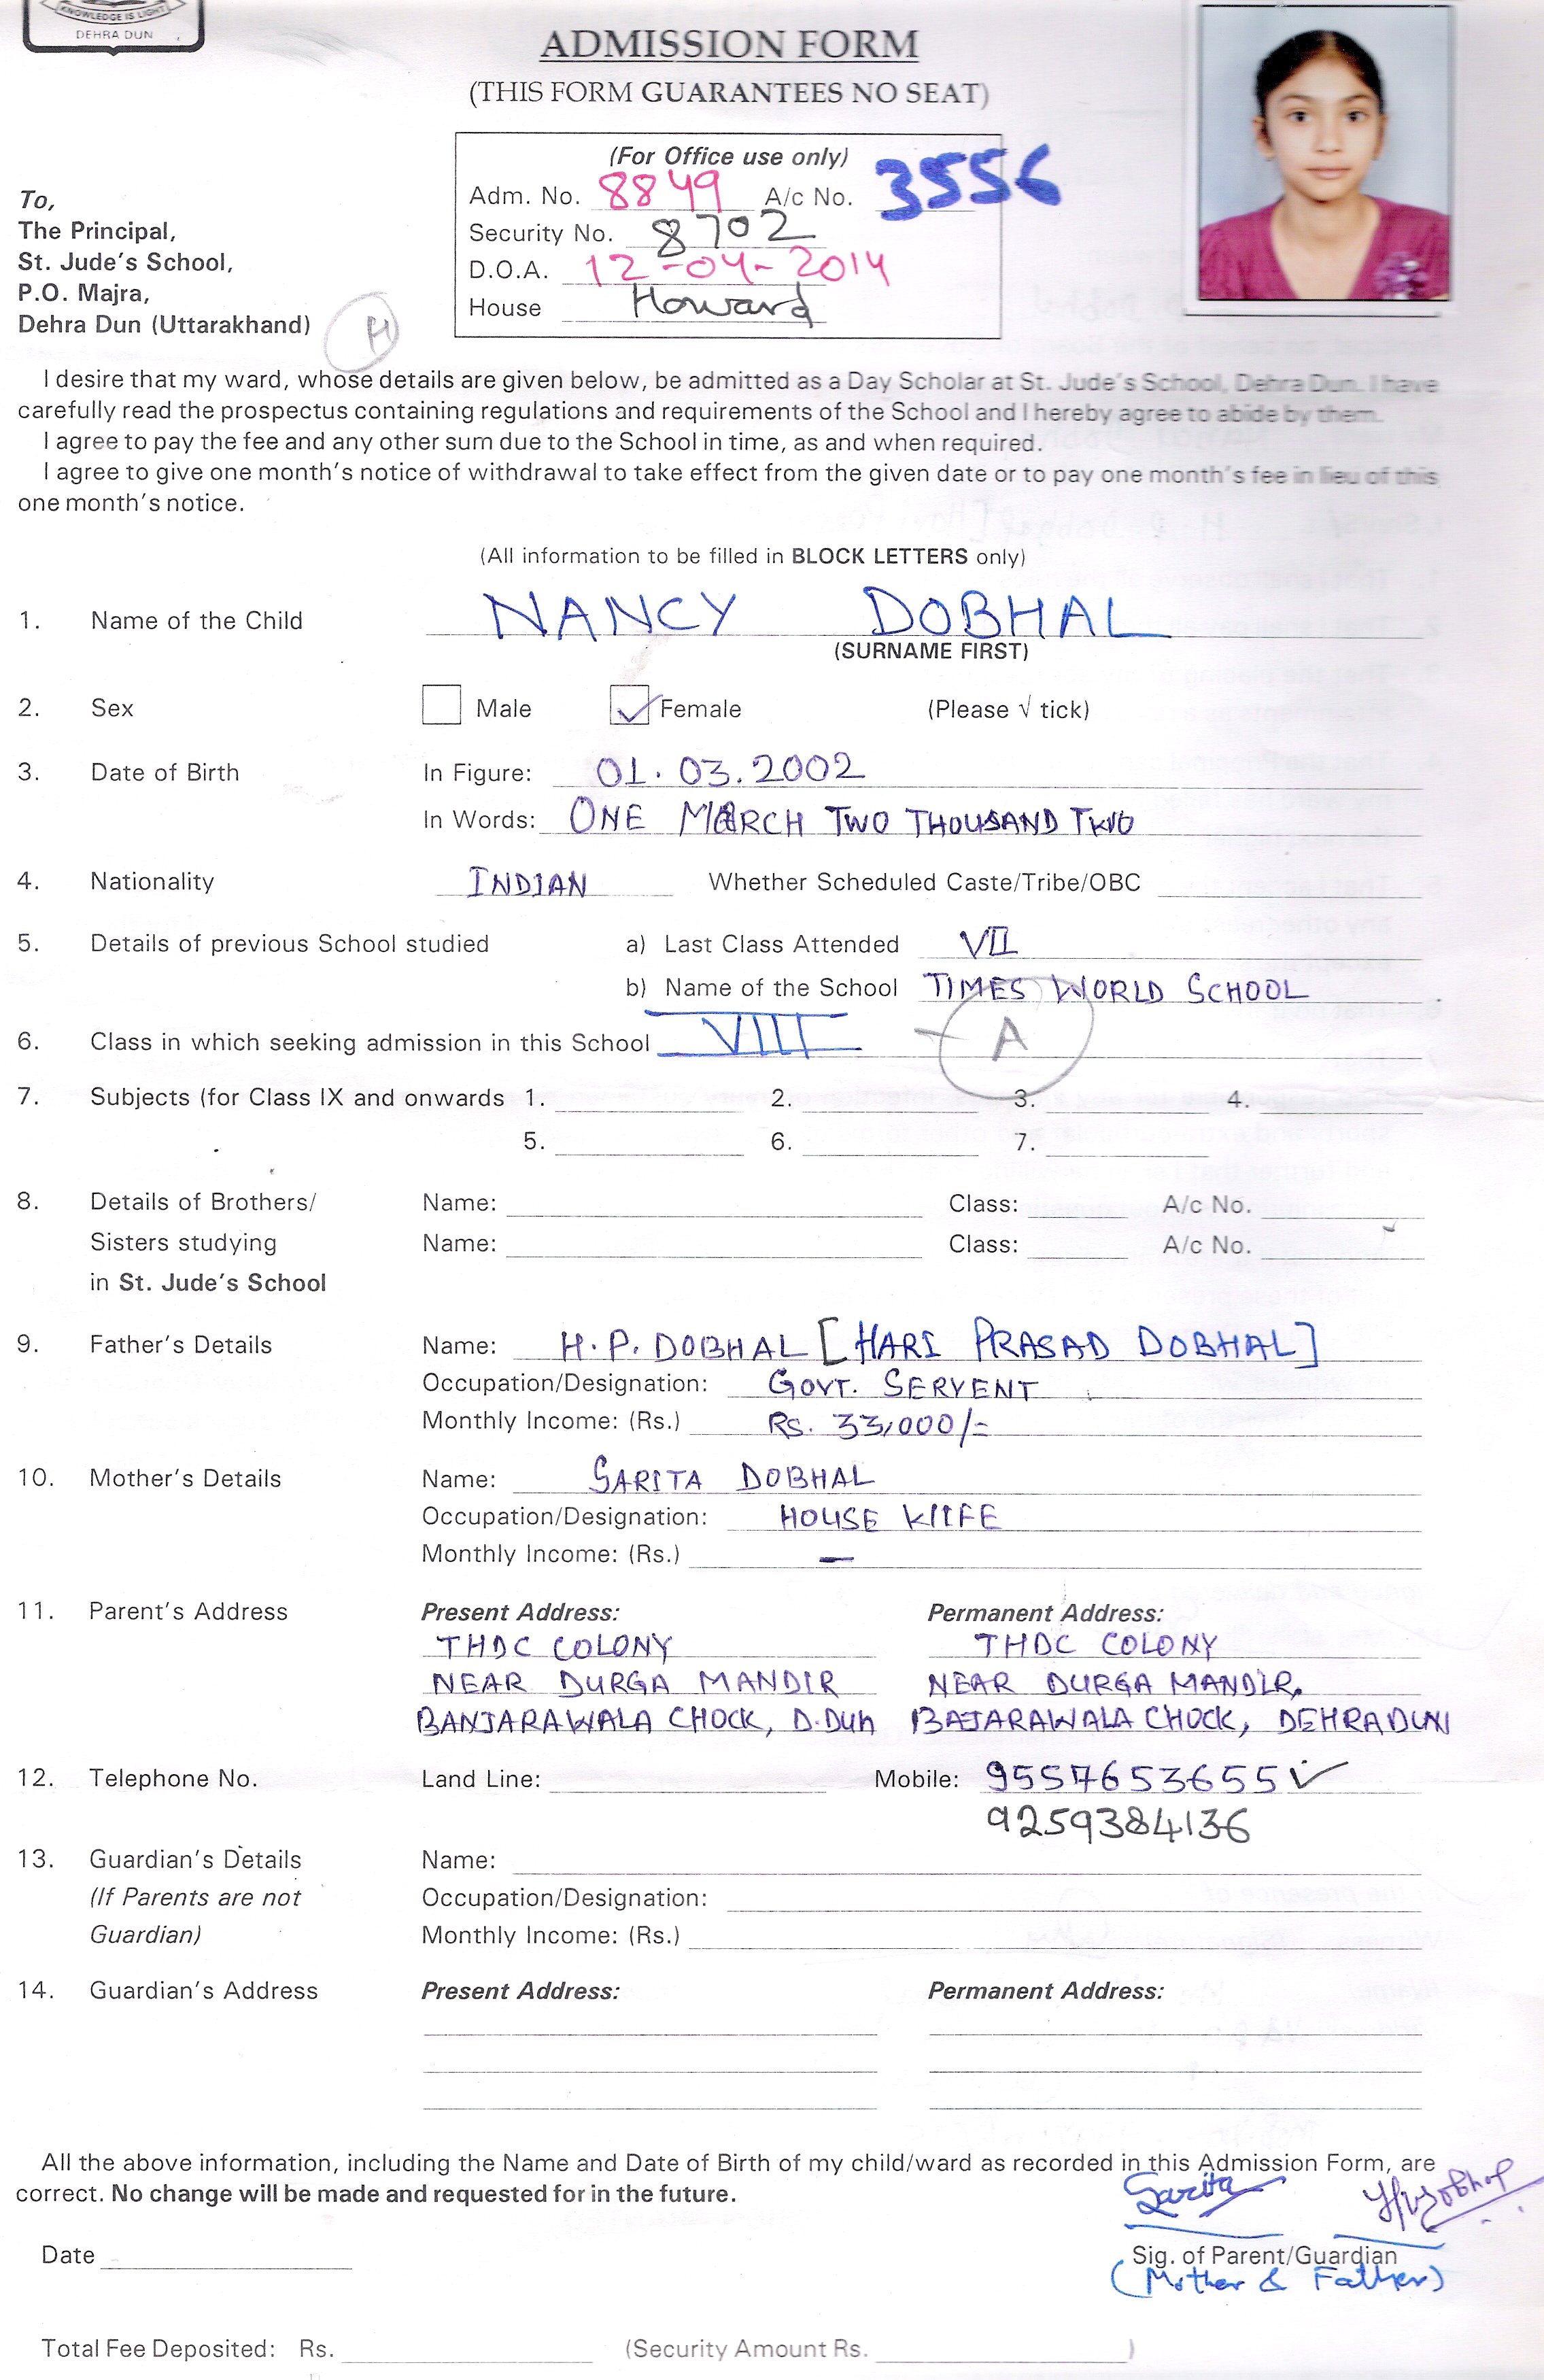 KNOWLEDGE IS LIGHT
DEHRA DUN
ADMISSION FORM
(THIS FORM GUARANTEES NO SEAT)
(For Office use only)
Adm. No. 8849 A/c No. 3556
Security No. 8702
D.O.A. 12-04-2014
House Howard
To,
The Principal,
St. Jude's School,
P.O. Majra,
Dehra Dun (Uttarakhand)
H
I desire that my ward, whose details are given below, be admitted as a Day Scholar at St. Jude's School, Dehra Dun. I have
carefully read the prospectus containing regulations and requirements of the School and I hereby agree to abide by them.
I agree to pay the fee and any other sum due to the School in time, as and when required.
I agree to give one month's notice of withdrawal to take effect from the given date or to pay one month's fee in lieu of this
one month's notice.
(All information to be filled in BLOCK LETTERS only)
1. Name of the Child NANCY DOBHAL
(SURNAME FIRST)
2. Sex Male ✓ Female (Please √ tick)
3. Date of Birth In Figure: 01.03.2002
In Words: ONE MARCH TWO THOUSAND TWO
4. Nationality INDIAN Whether Scheduled Caste/Tribe/OBC
5. Details of previous School studied a) Last Class Attended VII
b) Name of the School TIMES WORLD SCHOOL
6. Class in which seeking admission in this School VIII - A
7. Subjects (for Class IX and onwards 1. 2. 3. 4.
5. 6. 7.
8. Details of Brothers/ Name: Class: A/c No.
Sisters studying Name: Class: A/c No.
in St. Jude's School
9. Father's Details Name: H.P. DOBHAL [HARI PRASAD DOBHAL]
Occupation/Designation: GOVT. SERVENT
Monthly Income: (Rs.) RS. 33,000/=
10. Mother's Details Name: SARITA DOBHAL
Occupation/Designation: HOUSE WIFE
Monthly Income: (Rs.) —
11. Parent's Address Present Address: Permanent Address:
THDC COLONY THDC COLONY
NEAR DURGA MANDIR NEAR DURGA MANDIR,
BANJARAWALA CHOCK, D.Dun BAJARAWALA CHOCK, DEHRADUN
12. Telephone No. Land Line: Mobile: 9557653655 ✓
9259384136
13. Guardian's Details Name:
(If Parents are not Occupation/Designation:
Guardian) Monthly Income: (Rs.)
14. Guardian's Address Present Address: Permanent Address:
All the above information, including the Name and Date of Birth of my child/ward as recorded in this Admission Form, are
correct. No change will be made and requested for in the future.
Sarita HPDobhal
Date Sig. of Parent/Guardian
(Mother & Father)
Total Fee Deposited: Rs. (Security Amount Rs. )